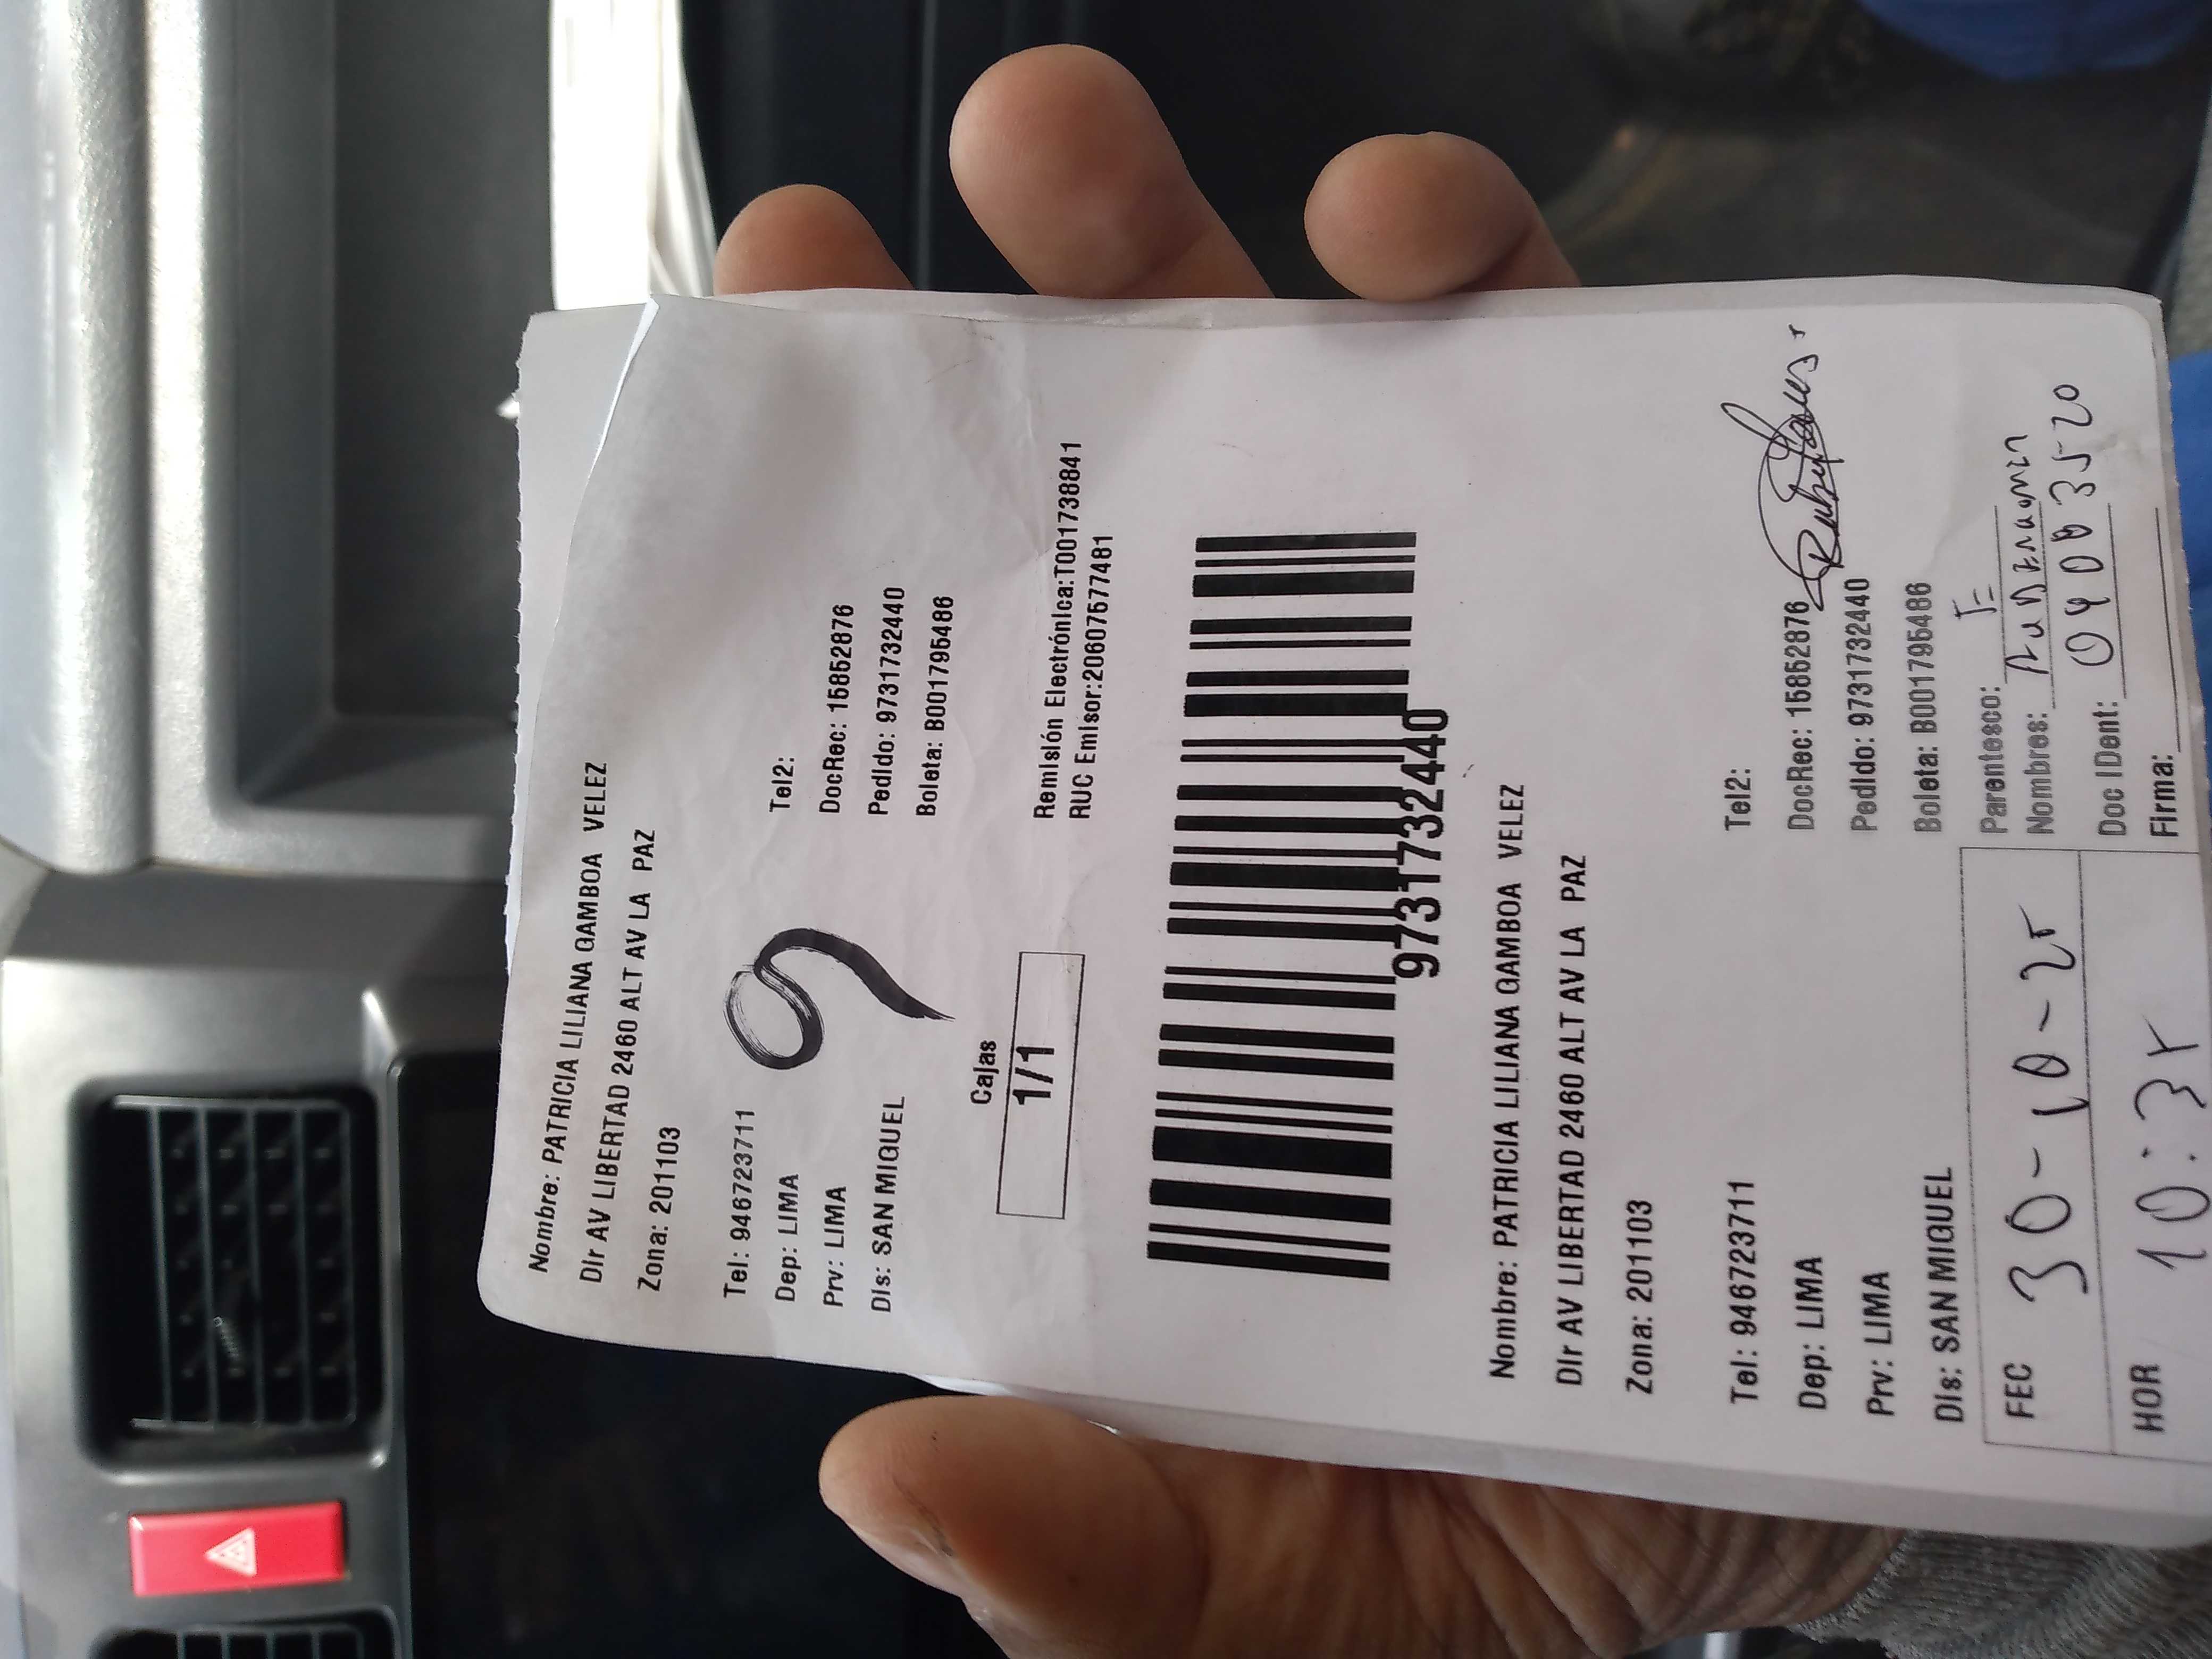 Nombre: PATRICIA LILIANA GAMBOA VELEZ
Dir AV LIBERTAD 2460 ALT AV LA PAZ
Zona: 201103
Tel: 946723711 Tel2:
Dep: LIMA DocRec: 15852876
Prv: LIMA Pedido: 9731732440
Dis: SAN MIGUEL Boleta: B001795486
9
Cajas
1/1
Remisión Electrónica:T001738841
RUC Emisor:20607577481
9731732440
Nombre: PATRICIA LILIANA GAMBOA VELEZ
Dir AV LIBERTAD 2460 ALT AV LA PAZ
Zona: 201103
Tel: 946723711 Tel2:
Dep: LIMA DocRec: 15852876
Prv: LIMA Pedido: 9731732440
Dis: SAN MIGUEL Boleta: B001795486
FEC 30-10-25
HOR 10:35
Parentesco:
Nombres:
Doc IDent:
Firma: